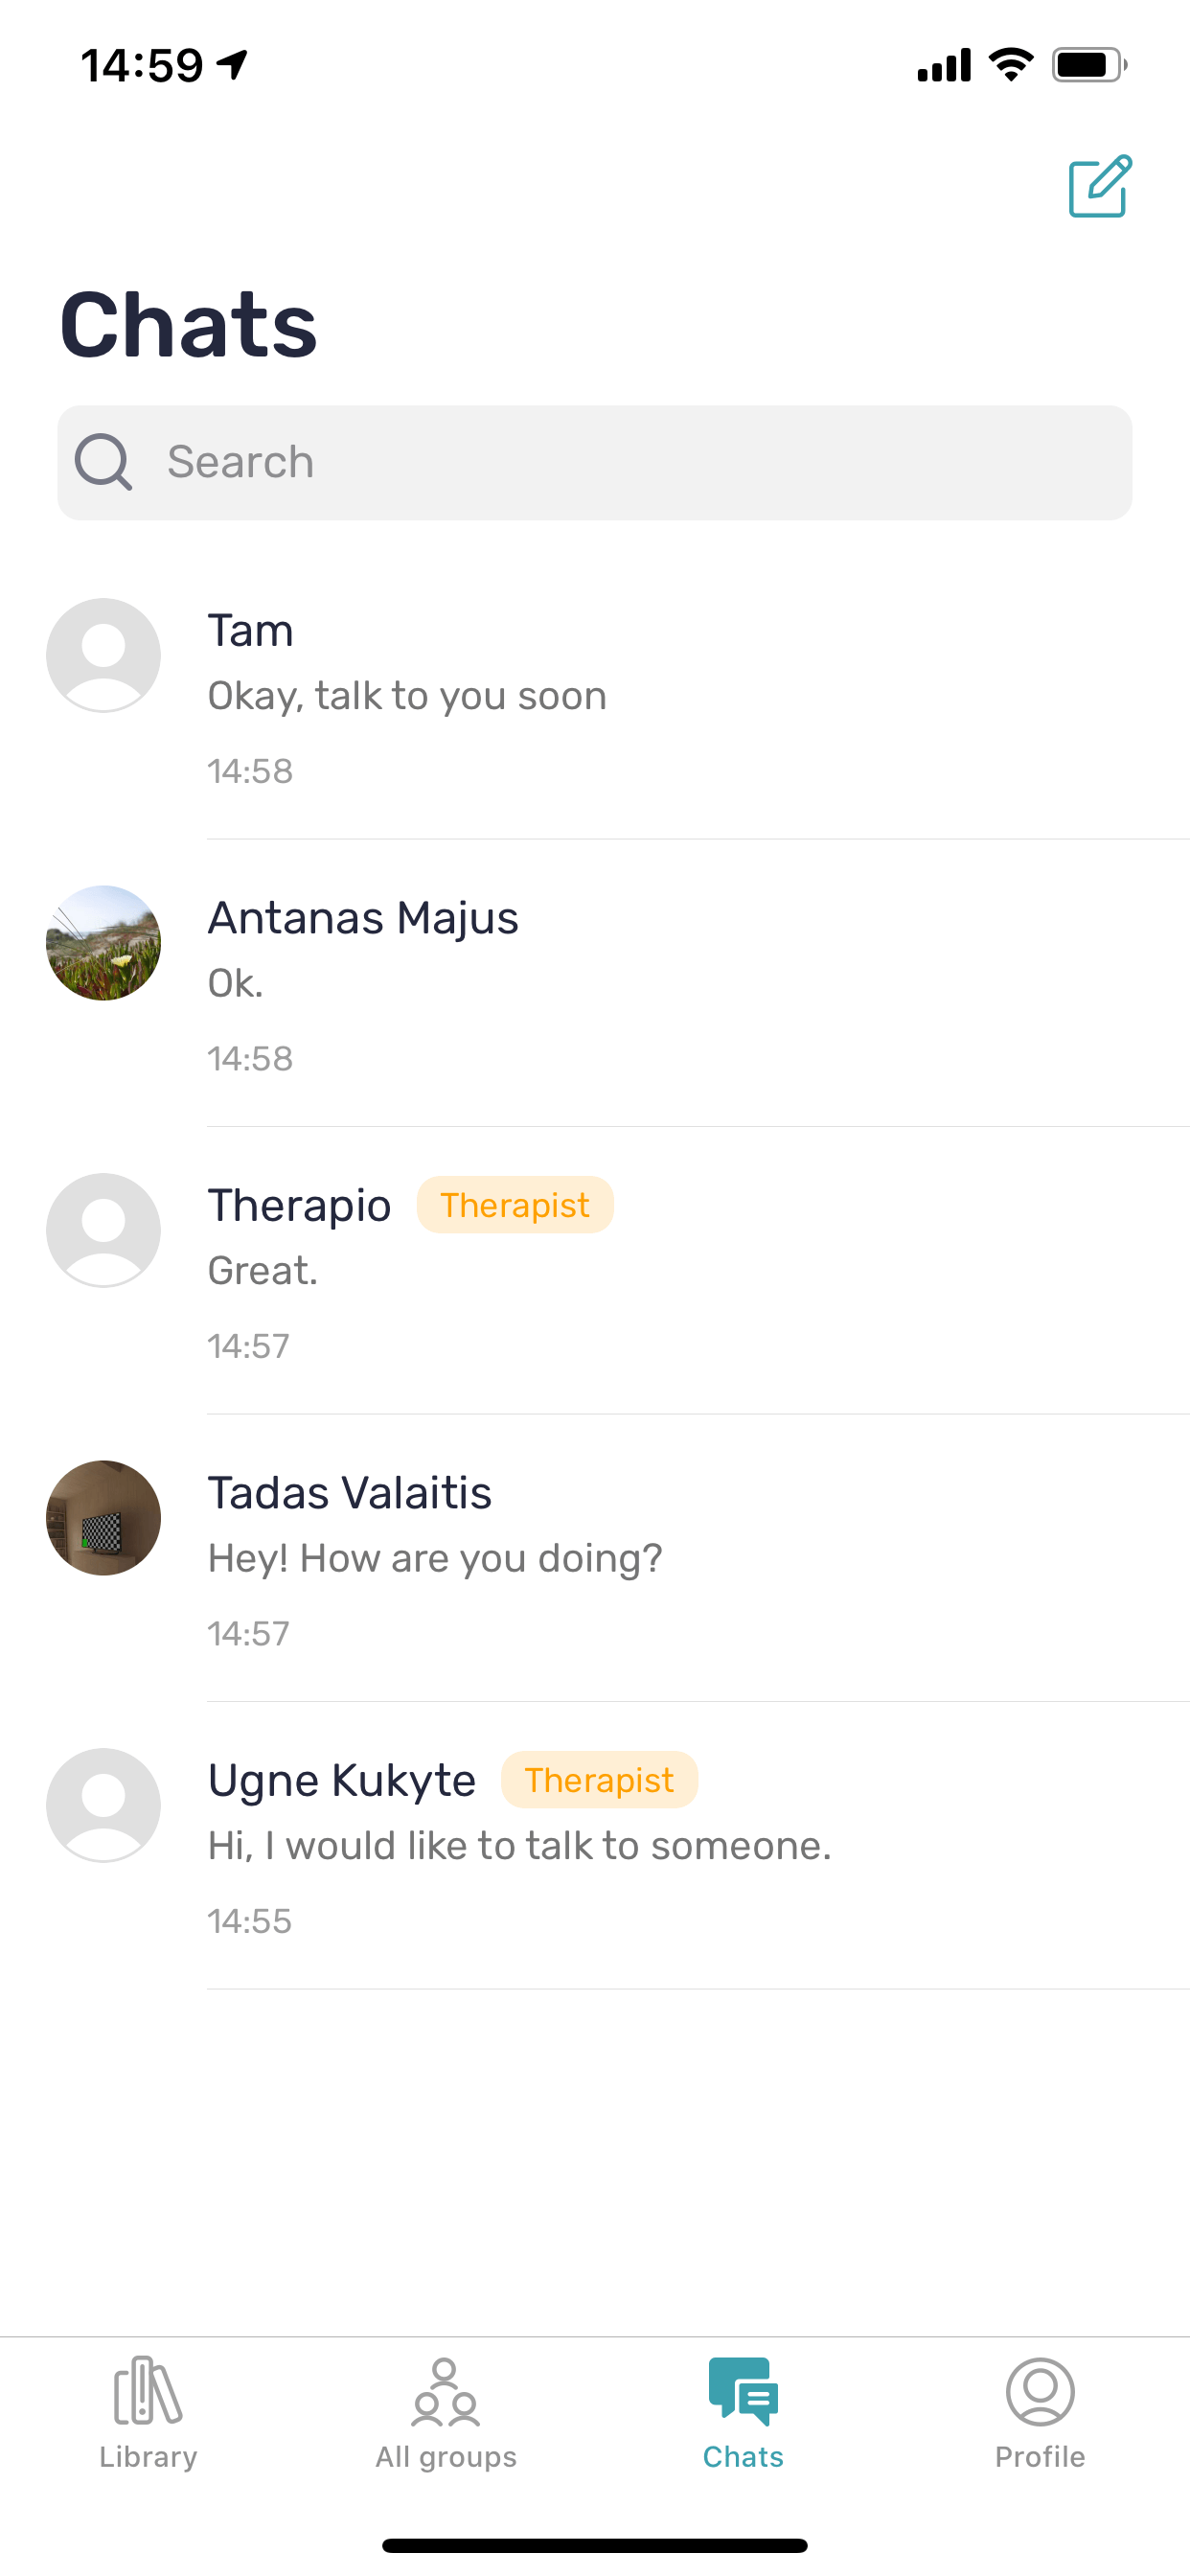 14:59
Chats
Search
Tam
Okay, talk to you soon
14:58
Antanas Majus
Ok.
14:58
Therapio Therapist
Great.
14:57
Tadas Valaitis
Hey! How are you doing?
14:57
Ugne Kukyte Therapist
Hi, I would like to talk to someone.
14:55
Library All groups Chats Profile